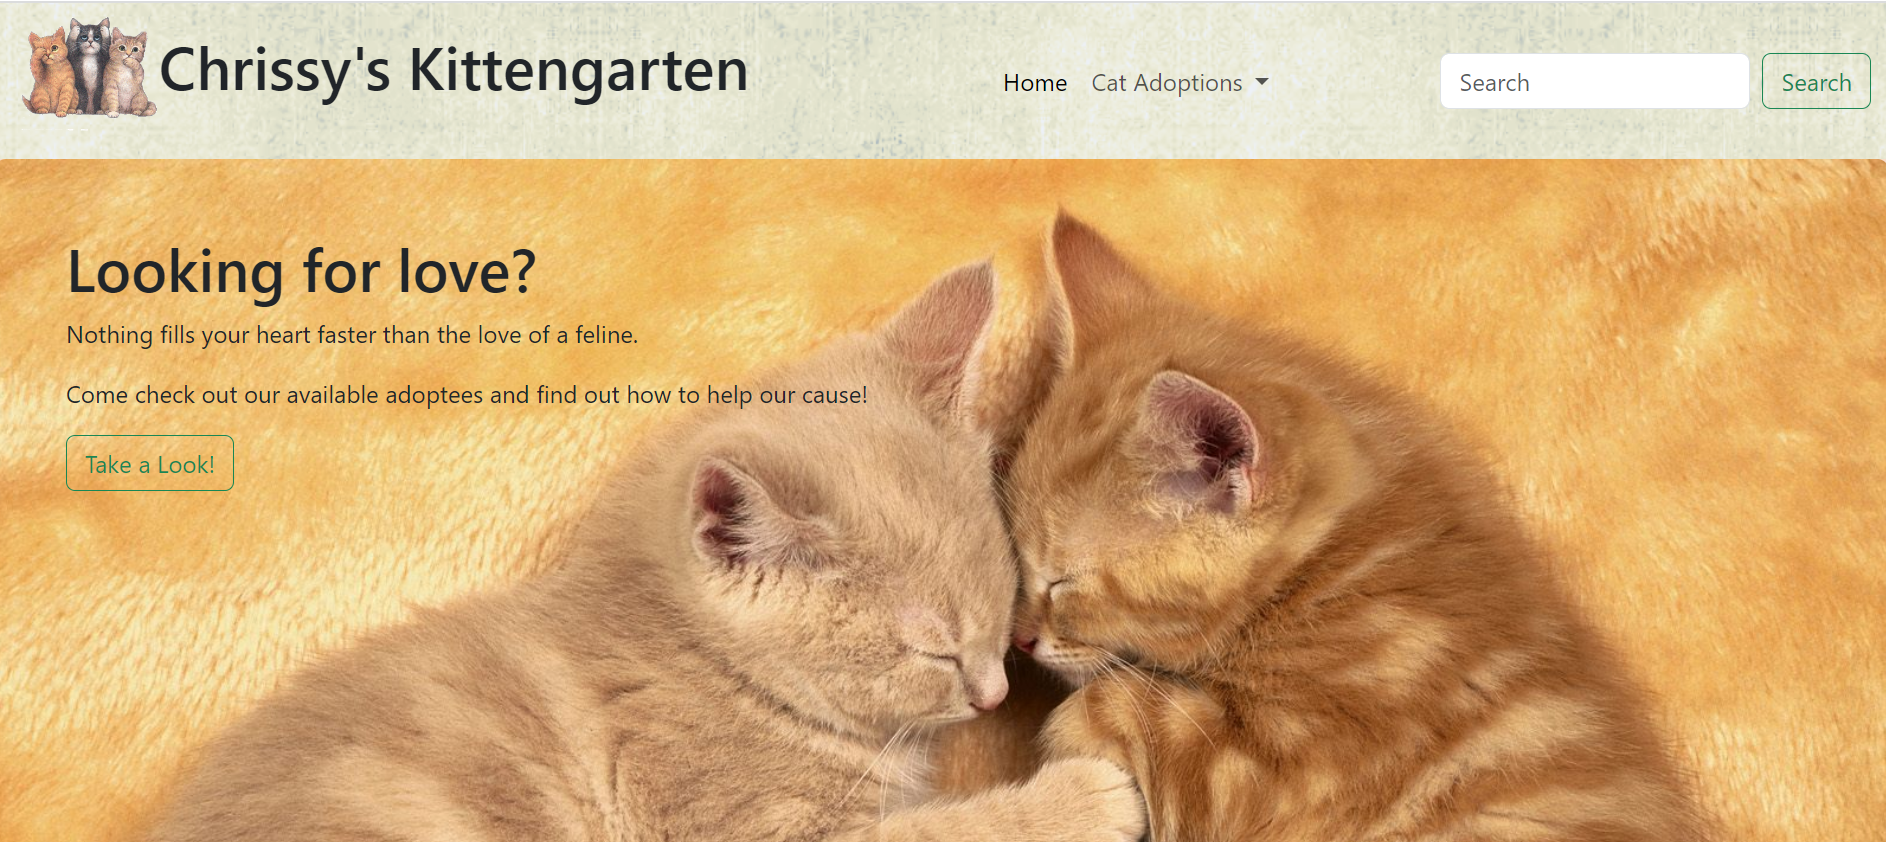 Chrissy's Kittengarten
Home
Cat Adoptions
Search
Search
Looking for love?
Nothing fills your heart faster than the love of a feline.
Come check out our available adoptees and find out how to help our cause!
Take a Look!